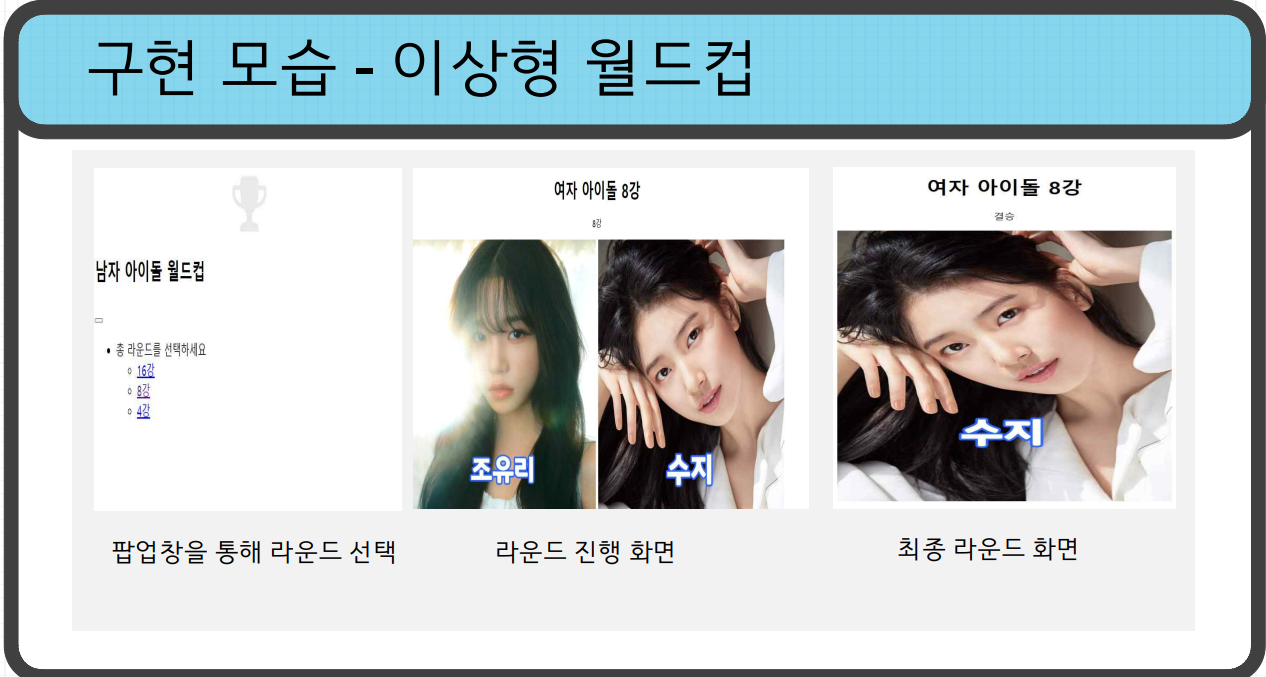 구현 모습 - 이상형 월드컵
남자 아이돌 월드컵
총 라운드를 선택하세요
16강
8강
4강
팝업창을 통해 라운드 선택
여자 아이돌 8강
8강
조유리
수지
라운드 진행 화면
여자 아이돌 8강
결승
수지
최종 라운드 화면